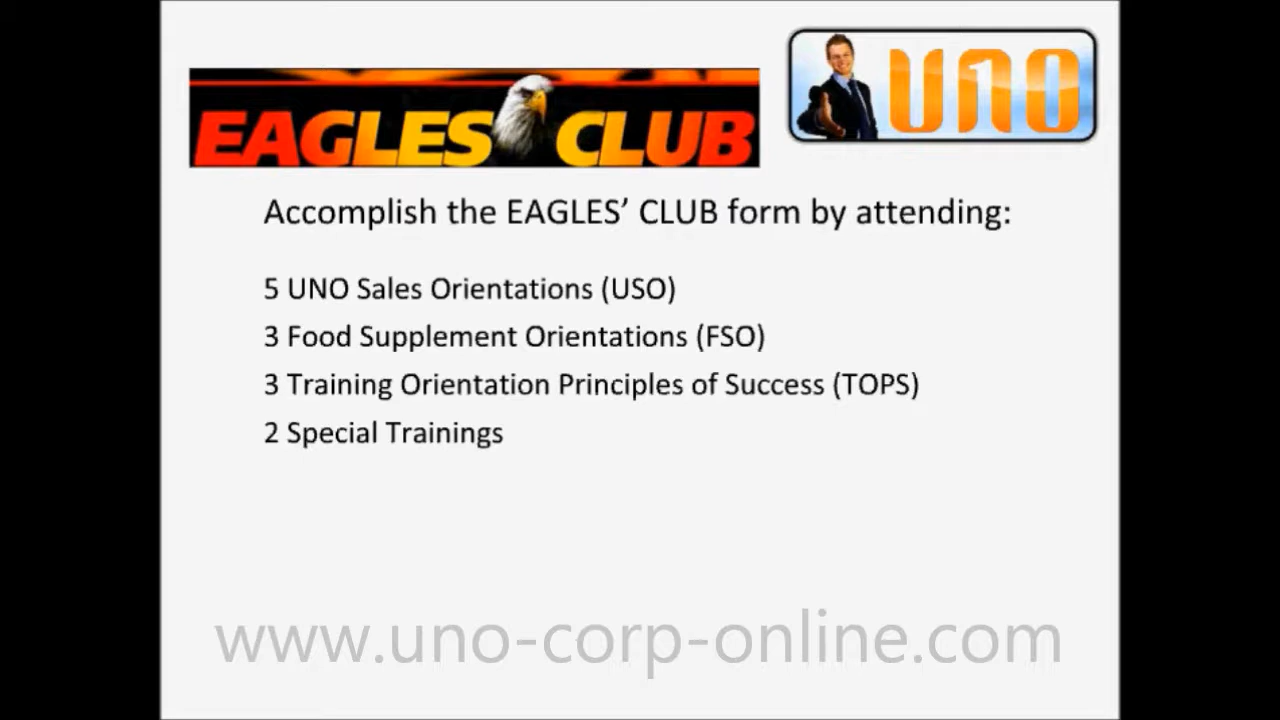 EAGLES CLUB
UNO
Accomplish the EAGLES’ CLUB form by attending:
5 UNO Sales Orientations (USO)
3 Food Supplement Orientations (FSO)
3 Training Orientation Principles of Success (TOPS)
2 Special Trainings
www.uno-corp-online.com